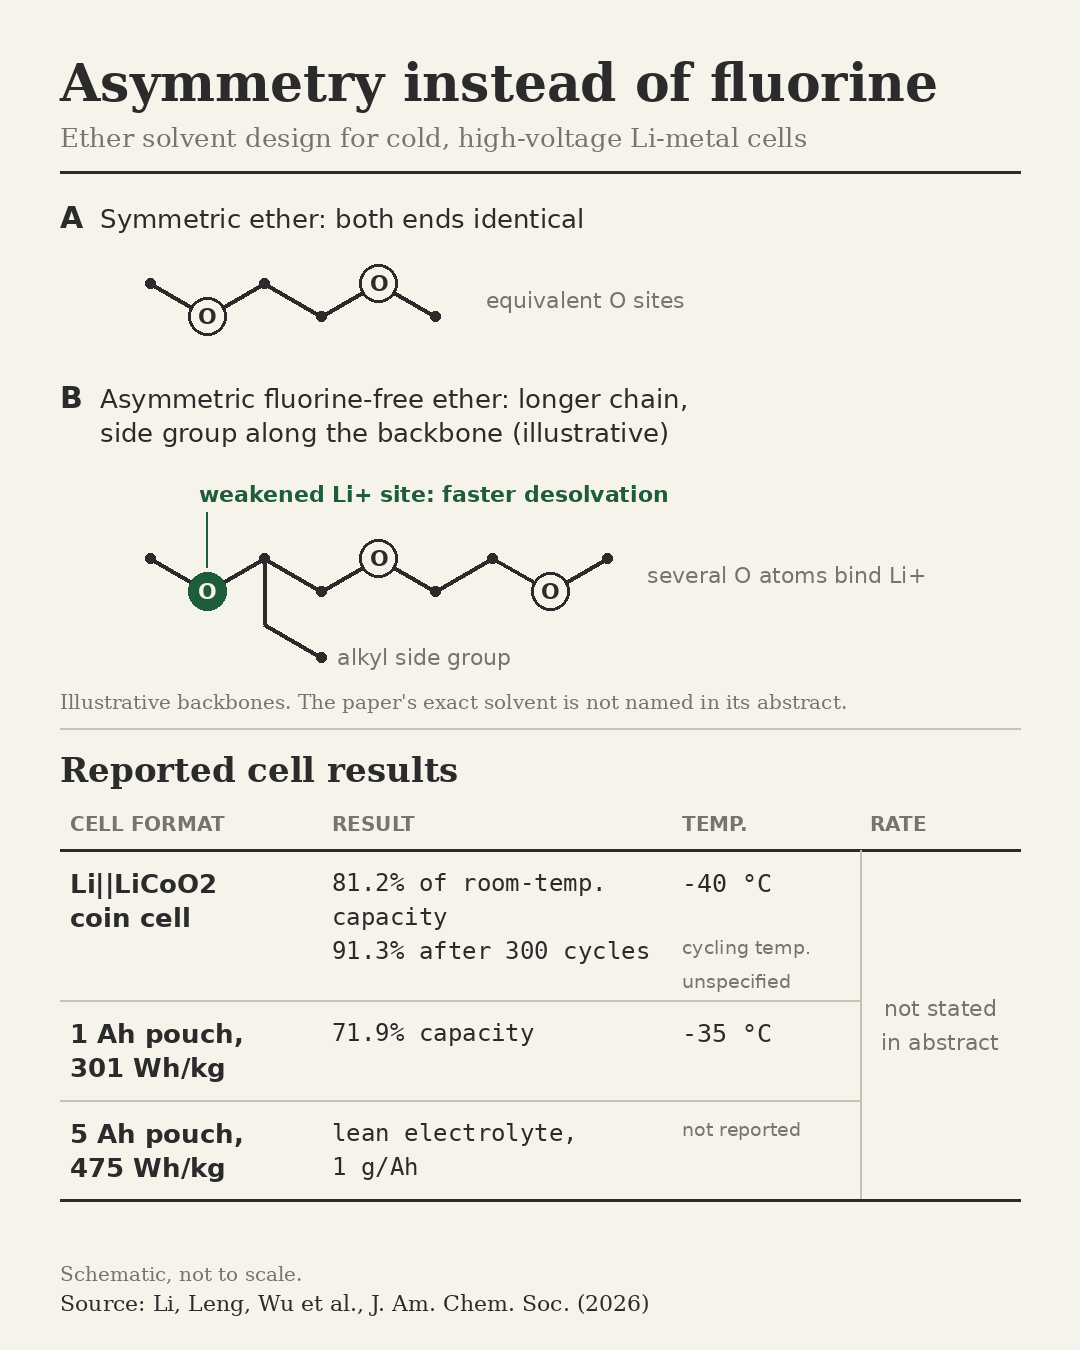 Asymmetry instead of fluorine
Ether solvent design for cold, high-voltage Li-metal cells
A Symmetric ether: both ends identical
O
O
equivalent O sites
B Asymmetric fluorine-free ether: longer chain,
side group along the backbone (illustrative)
weakened Li+ site: faster desolvation
O
O
O
several O atoms bind Li+
alkyl side group
Illustrative backbones. The paper's exact solvent is not named in its abstract.
Reported cell results
CELL FORMAT RESULT TEMP. RATE
Li||LiCoO2 81.2% of room-temp. -40 °C
coin cell capacity
91.3% after 300 cycles cycling temp.
unspecified
not stated
in abstract
1 Ah pouch, 71.9% capacity -35 °C
301 Wh/kg
5 Ah pouch, lean electrolyte, not reported
475 Wh/kg 1 g/Ah
Schematic, not to scale.
Source: Li, Leng, Wu et al., J. Am. Chem. Soc. (2026)